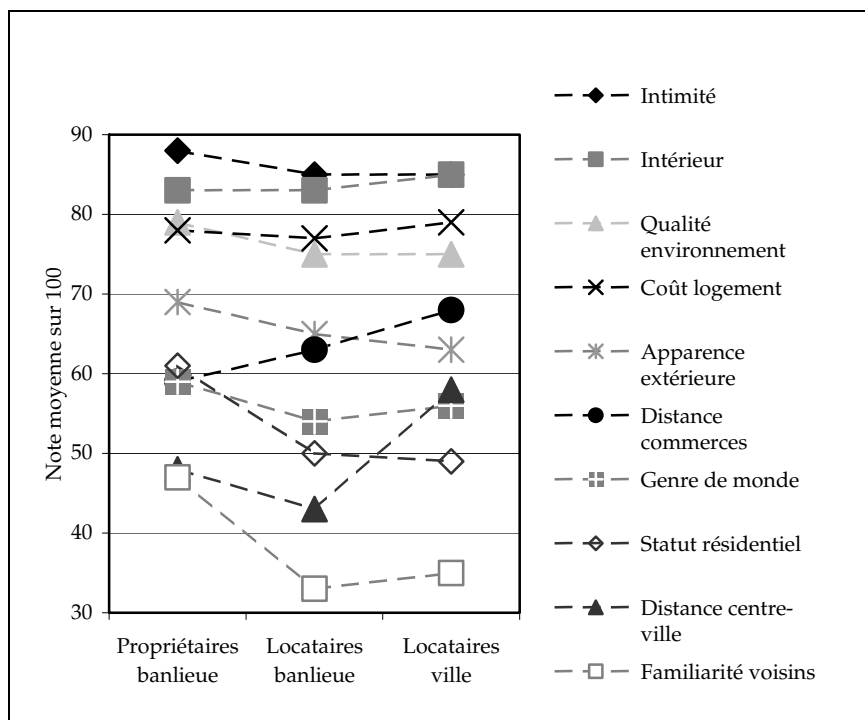 Intimité
Intérieur
Qualité
environnement
Coût logement
Apparence
extérieure
Distance
commerces
Genre de monde
Statut résidentiel
Distance centre-
ville
Familiarité voisins
Note moyenne sur 100
90
80
70
60
50
40
30
Propriétaires
banlieue
Locataires
banlieue
Locataires
ville